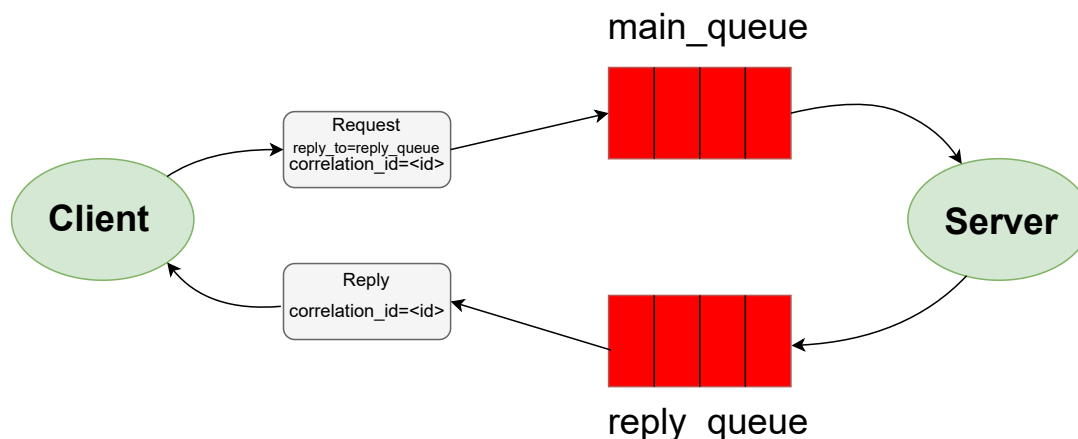 main_queue
Request
reply_to=reply_queue
correlation_id=<id>
Client
Server
Reply
correlation_id=<id>
reply_queue